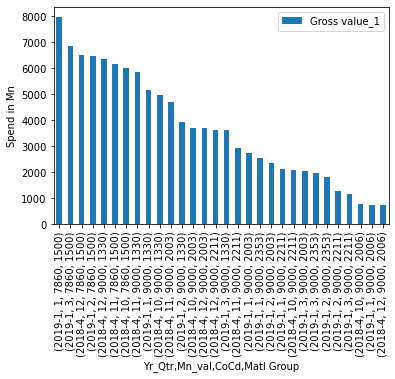 Gross value_1
8000
7000
6000
5000
4000
3000
2000
1000
0
Spend in Mn
(2019-1, 1, 7860, 1500)
(2019-1, 3, 7860, 1500)
(2018-4, 12, 7860, 1500)
(2019-1, 2, 7860, 1500)
(2018-4, 12, 9000, 1330)
(2018-4, 11, 7860, 1500)
(2018-4, 10, 7860, 1500)
(2018-4, 11, 9000, 1330)
(2019-1, 1, 9000, 1330)
(2018-4, 10, 9000, 1330)
(2018-4, 11, 9000, 2003)
(2019-1, 2, 9000, 1330)
(2018-4, 10, 9000, 2003)
(2018-4, 12, 9000, 2003)
(2018-4, 12, 9000, 2211)
(2019-1, 3, 9000, 1330)
(2018-4, 11, 9000, 2211)
(2019-1, 1, 9000, 2211)
(2019-1, 1, 9000, 2353)
(2019-1, 2, 9000, 2353)
(2018-4, 10, 9000, 2211)
(2019-1, 1, 9000, 2003)
(2019-1, 3, 9000, 2353)
(2019-1, 2, 9000, 2003)
(2018-4, 12, 9000, 2353)
(2019-1, 2, 9000, 2211)
(2019-1, 3, 9000, 2211)
(2018-4, 10, 9000, 2006)
(2019-1, 1, 9000, 2006)
(2018-4, 12, 9000, 2006)
Yr_Qtr,Mn_val,CoCd,Matl Group